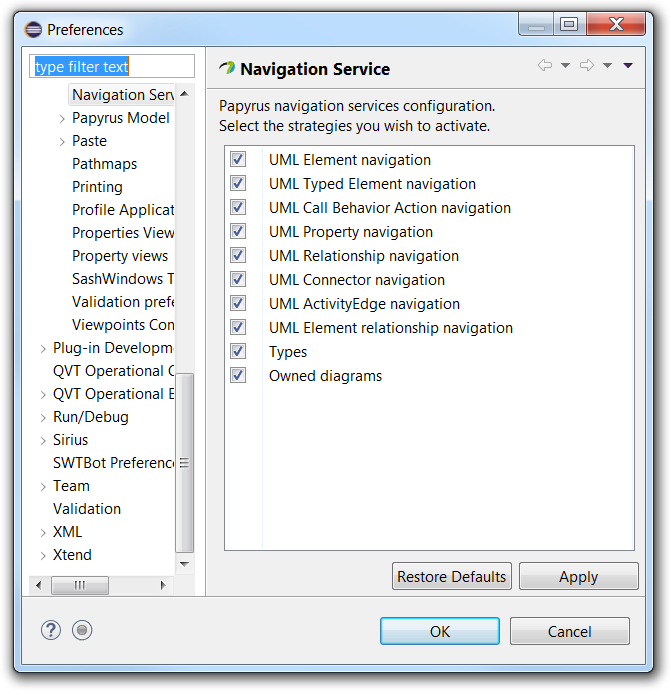 Preferences
type filter text
Navigation Serv
Papyrus Model
Paste
Pathmaps
Printing
Profile Applicat
Properties View
Property views
SashWindows T
Validation prefe
Viewpoints Con
Plug-in Developm
QVT Operational C
QVT Operational E
Run/Debug
Sirius
SWTBot Preference
Team
Validation
XML
Xtend
Navigation Service
Papyrus navigation services configuration.
Select the strategies you wish to activate.
UML Element navigation
UML Typed Element navigation
UML Call Behavior Action navigation
UML Property navigation
UML Relationship navigation
UML Connector navigation
UML ActivityEdge navigation
UML Element relationship navigation
Types
Owned diagrams
Restore Defaults
Apply
OK
Cancel